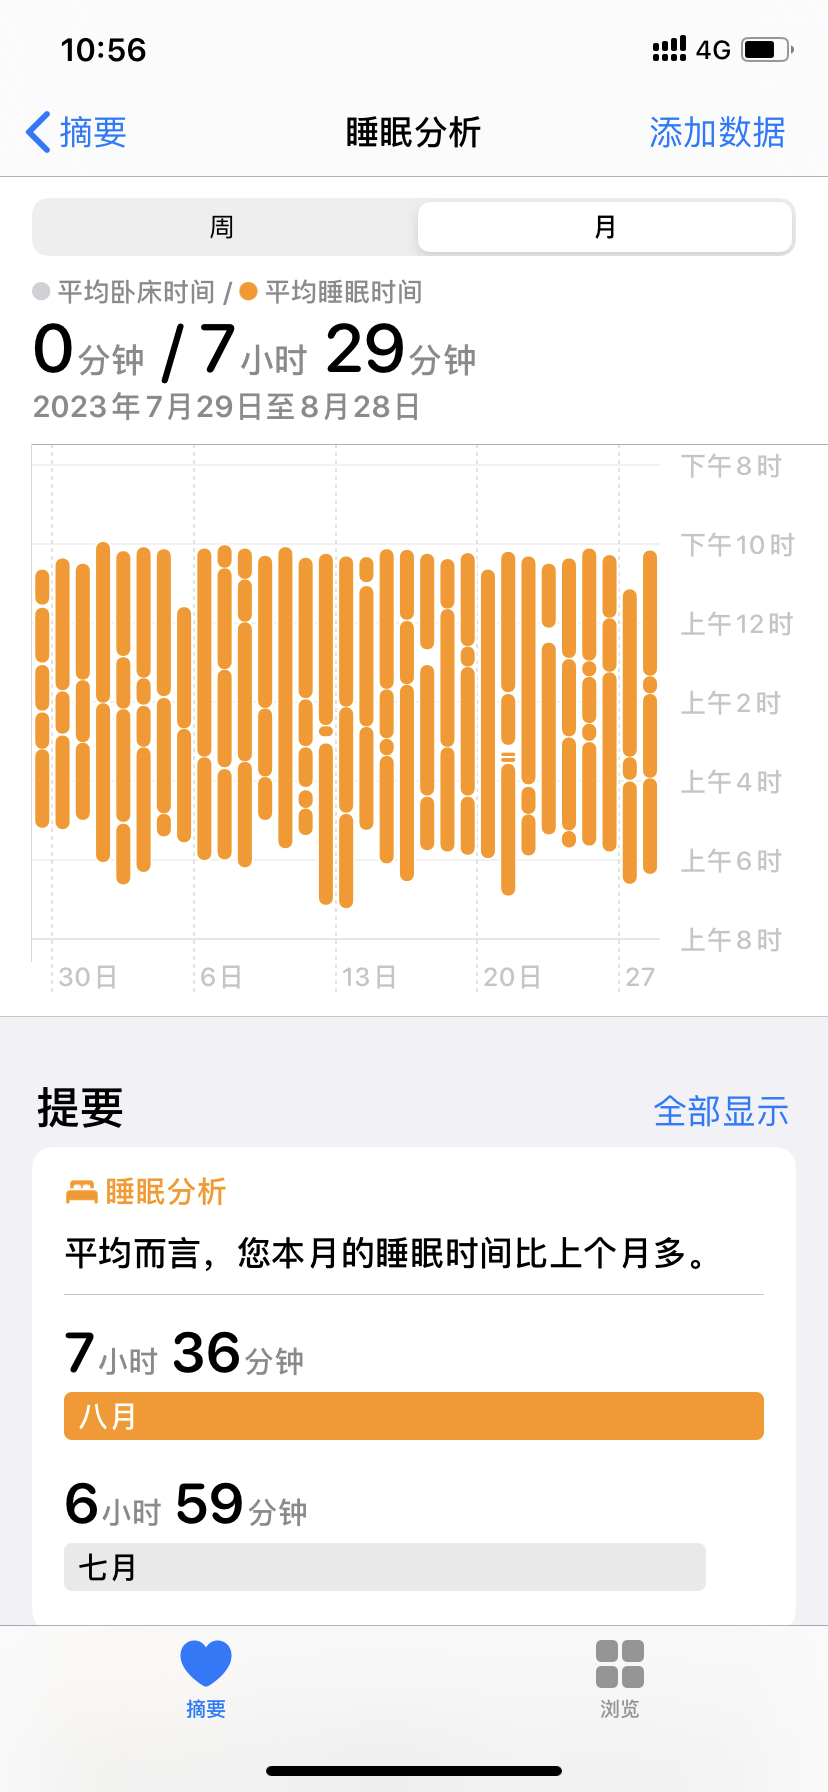 10:56 4G
摘要 睡眠分析 添加数据
周 月
平均卧床时间 / 平均睡眠时间
0分钟 / 7小时 29分钟
2023年7月29日至8月28日
下午8时
下午10时
上午12时
上午2时
上午4时
上午6时
上午8时
30日 6日 13日 20日 27
提要 全部显示
睡眠分析
平均而言，您本月的睡眠时间比上个月多。
7小时 36分钟
八月
6小时 59分钟
七月
摘要 浏览